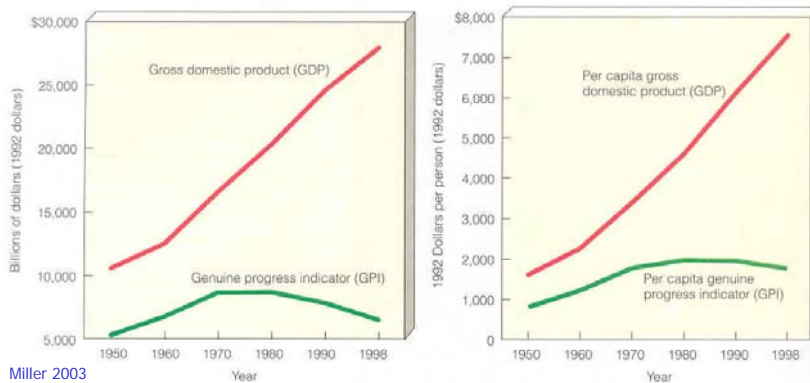 $30,000
25,000
20,000
15,000
10,000
5,000
Billions of dollars (1992 dollars)
Gross domestic product (GDP)
Genuine progress indicator (GPI)
1950 1960 1970 1980 1990 1998
Year
$8,000
7,000
6,000
5,000
4,000
3,000
2,000
1,000
0
1992 Dollars per person (1992 dollars)
Per capita gross
domestic product (GDP)
Per capita genuine
progress indicator (GPI)
1950 1960 1970 1980 1990 1998
Year
Miller 2003